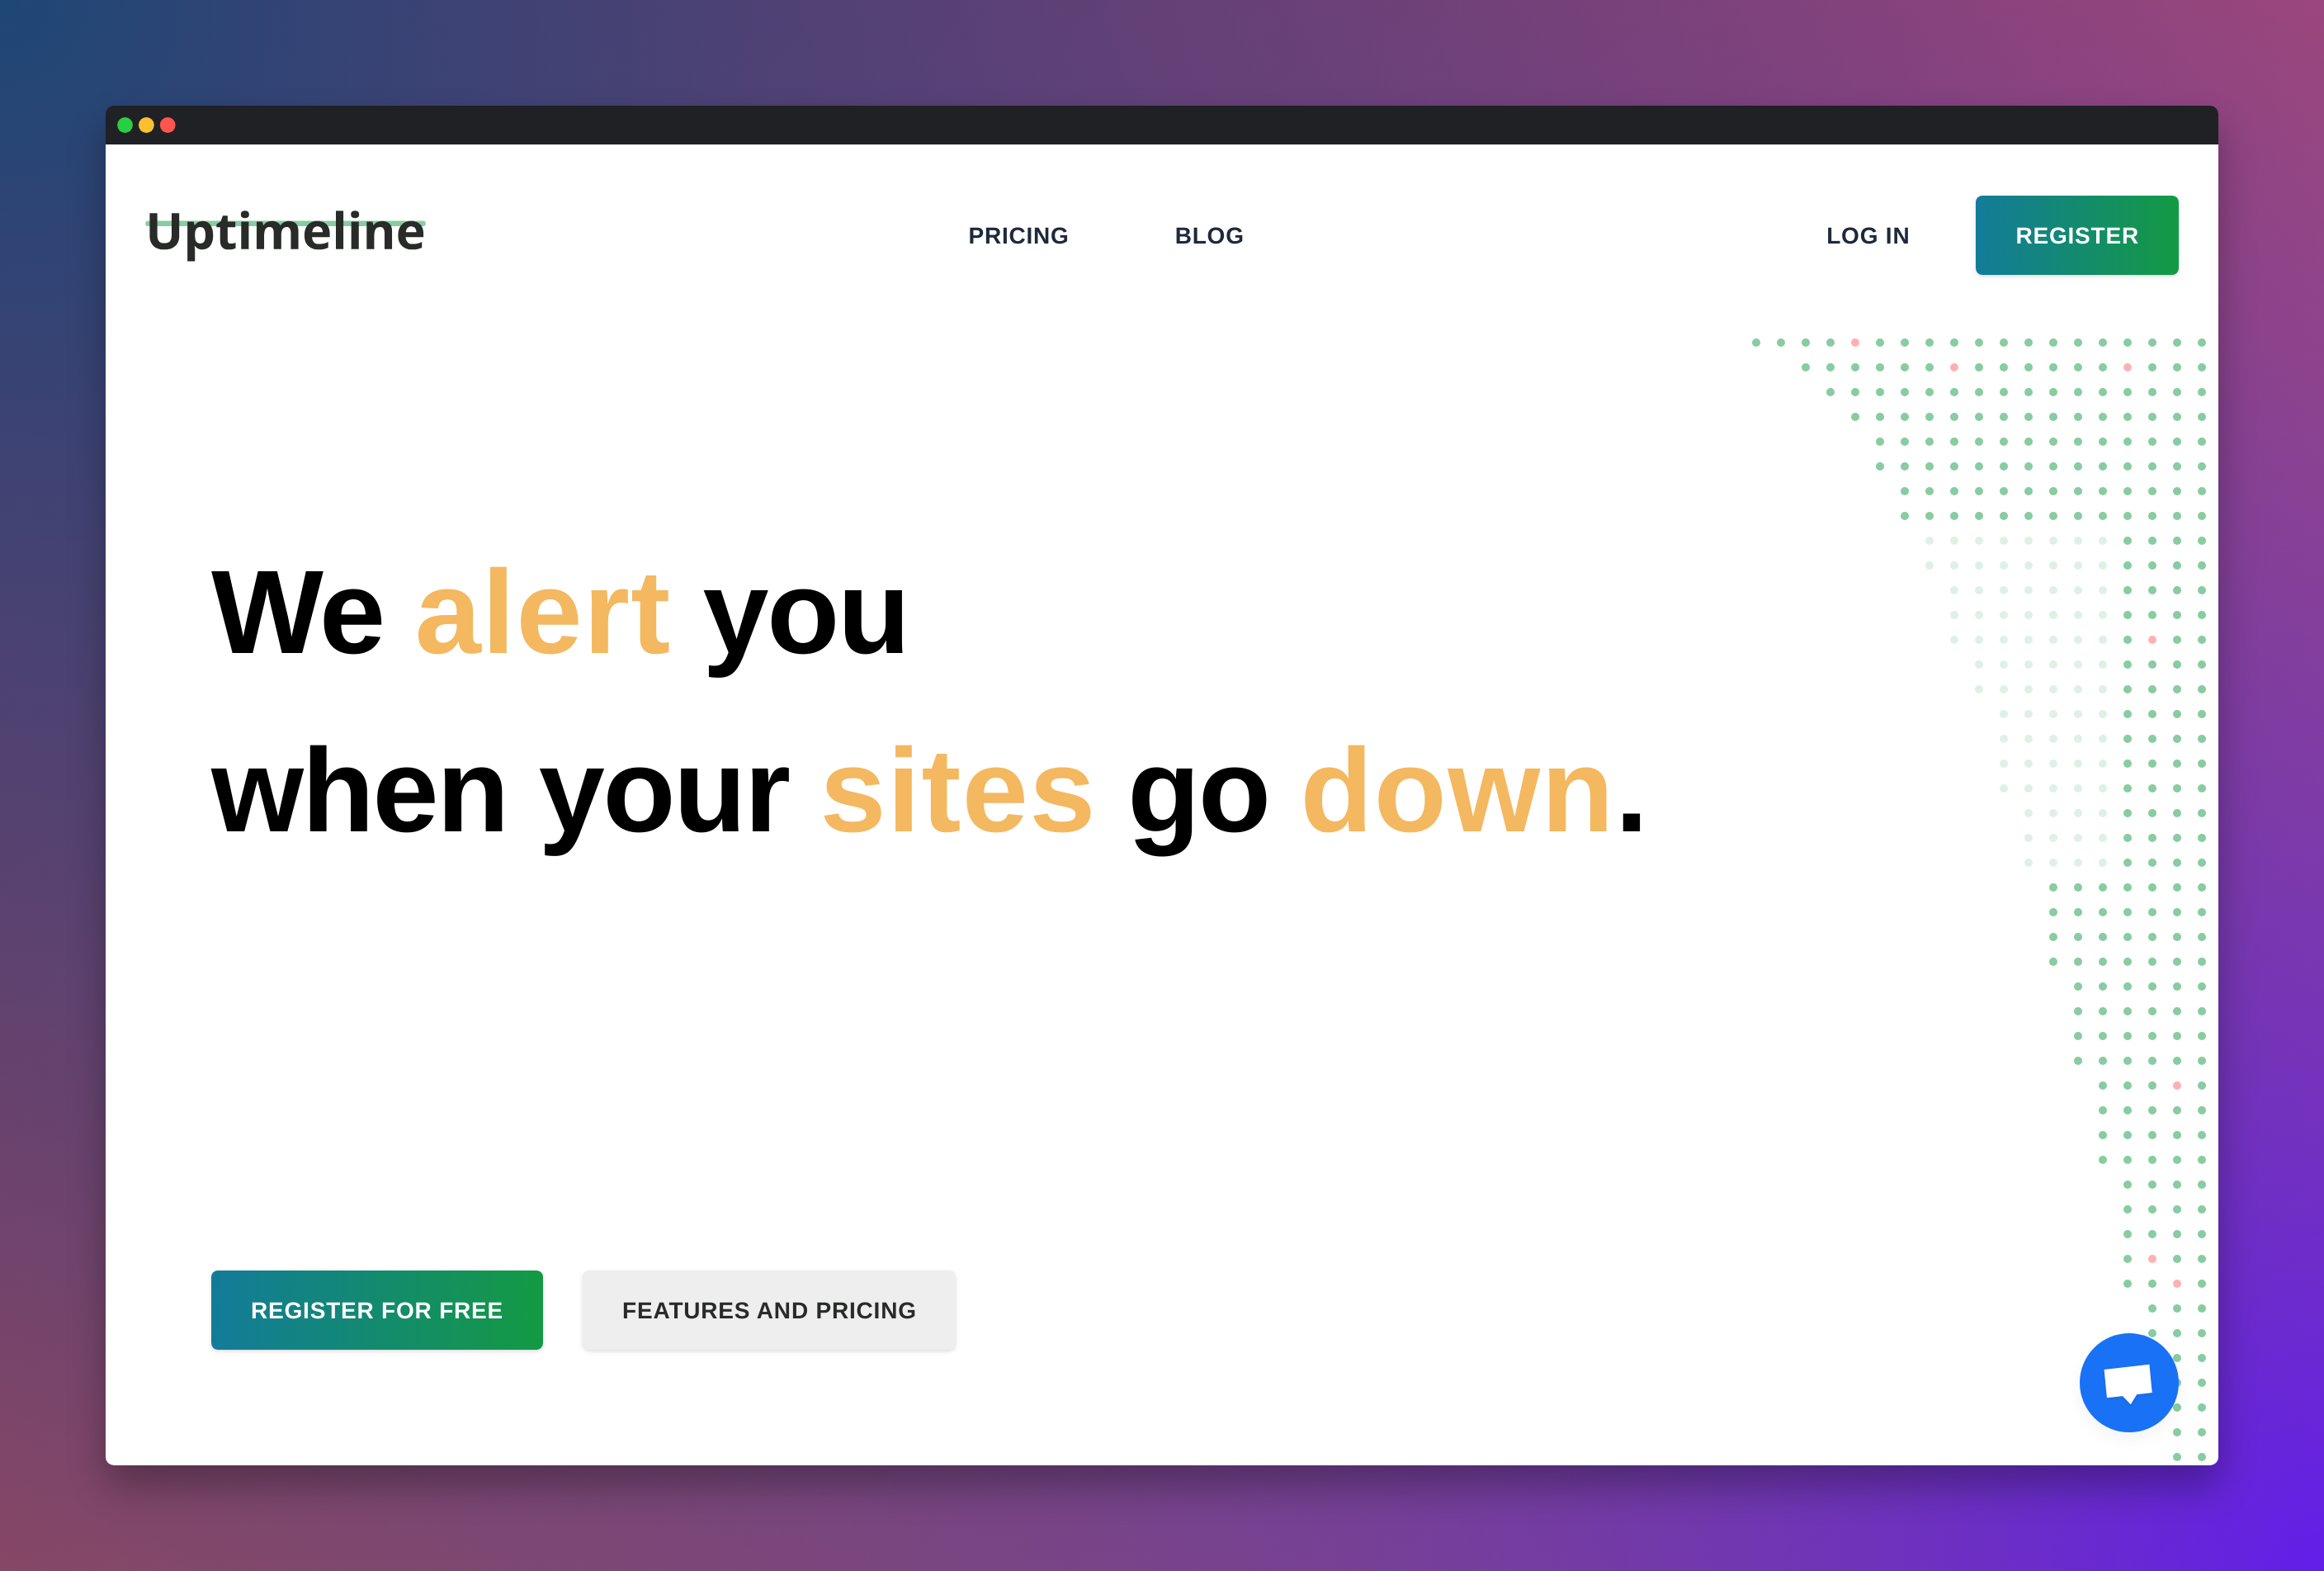 Uptimeline
PRICING
BLOG
LOG IN
REGISTER
We alert you
when your sites go down.
REGISTER FOR FREE
FEATURES AND PRICING